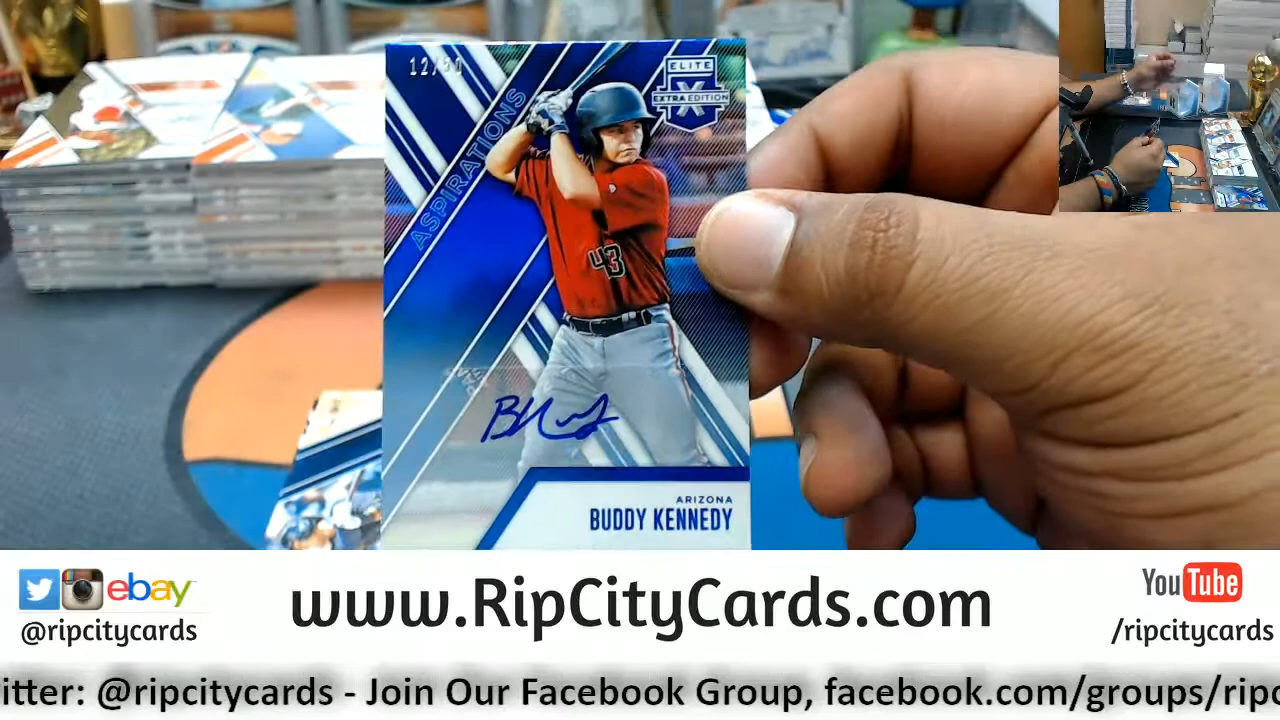 ELITE
X
EXTRA EDITION
ASPIRATIONS
43
ARIZONA
BUDDY KENNEDY
ebay
@ripcitycards
www.RipCityCards.com
YouTube
/ripcitycards
itter: @ripcitycards - Join Our Facebook Group, facebook.com/groups/ripc